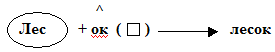 Лес + ок ( □ ) → лесок